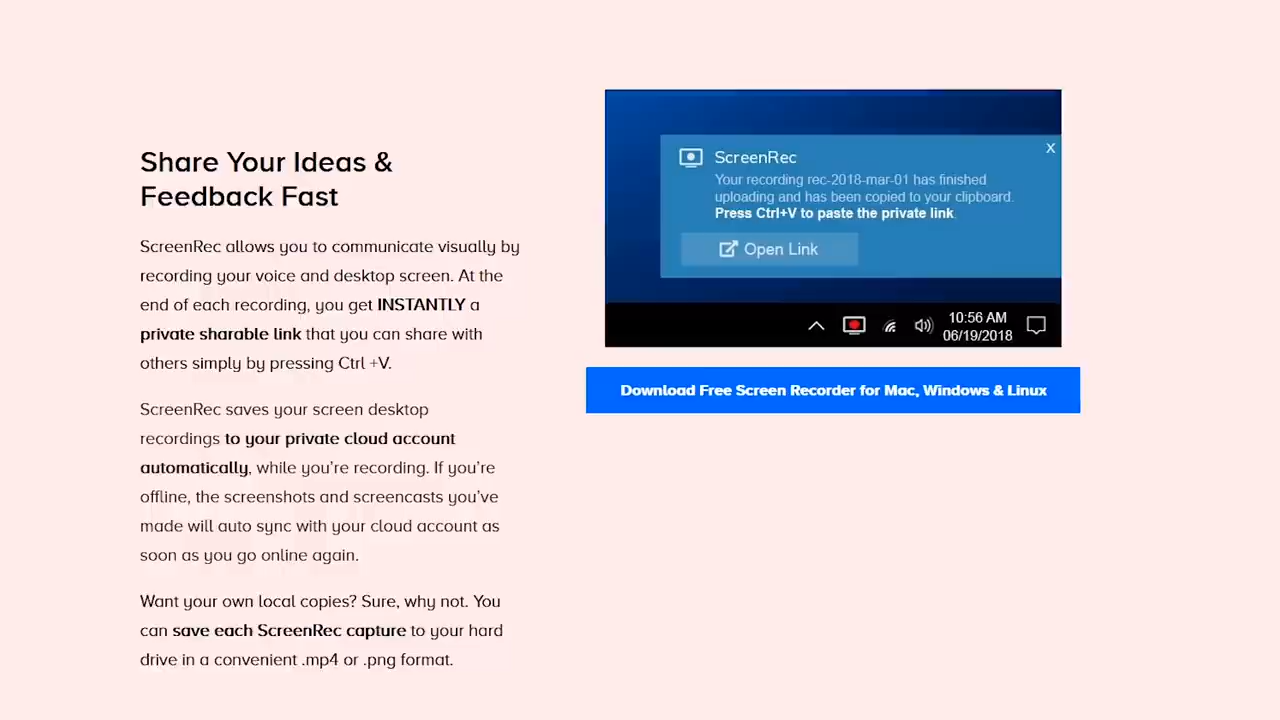 Share Your Ideas &
Feedback Fast
ScreenRec allows you to communicate visually by
recording your voice and desktop screen. At the
end of each recording, you get INSTANTLY a
private sharable link that you can share with
others simply by pressing Ctrl +V.
ScreenRec saves your screen desktop
recordings to your private cloud account
automatically, while you're recording. If you're
offline, the screenshots and screencasts you've
made will auto sync with your cloud account as
soon as you go online again.
Want your own local copies? Sure, why not. You
can save each ScreenRec capture to your hard
drive in a convenient .mp4 or .png format.
ScreenRec
X
Your recording rec-2018-mar-01 has finished
uploading and has been copied to your clipboard.
Press Ctrl+V to paste the private link.
Open Link
10:56 AM
06/19/2018
Download Free Screen Recorder for Mac, Windows & Linux